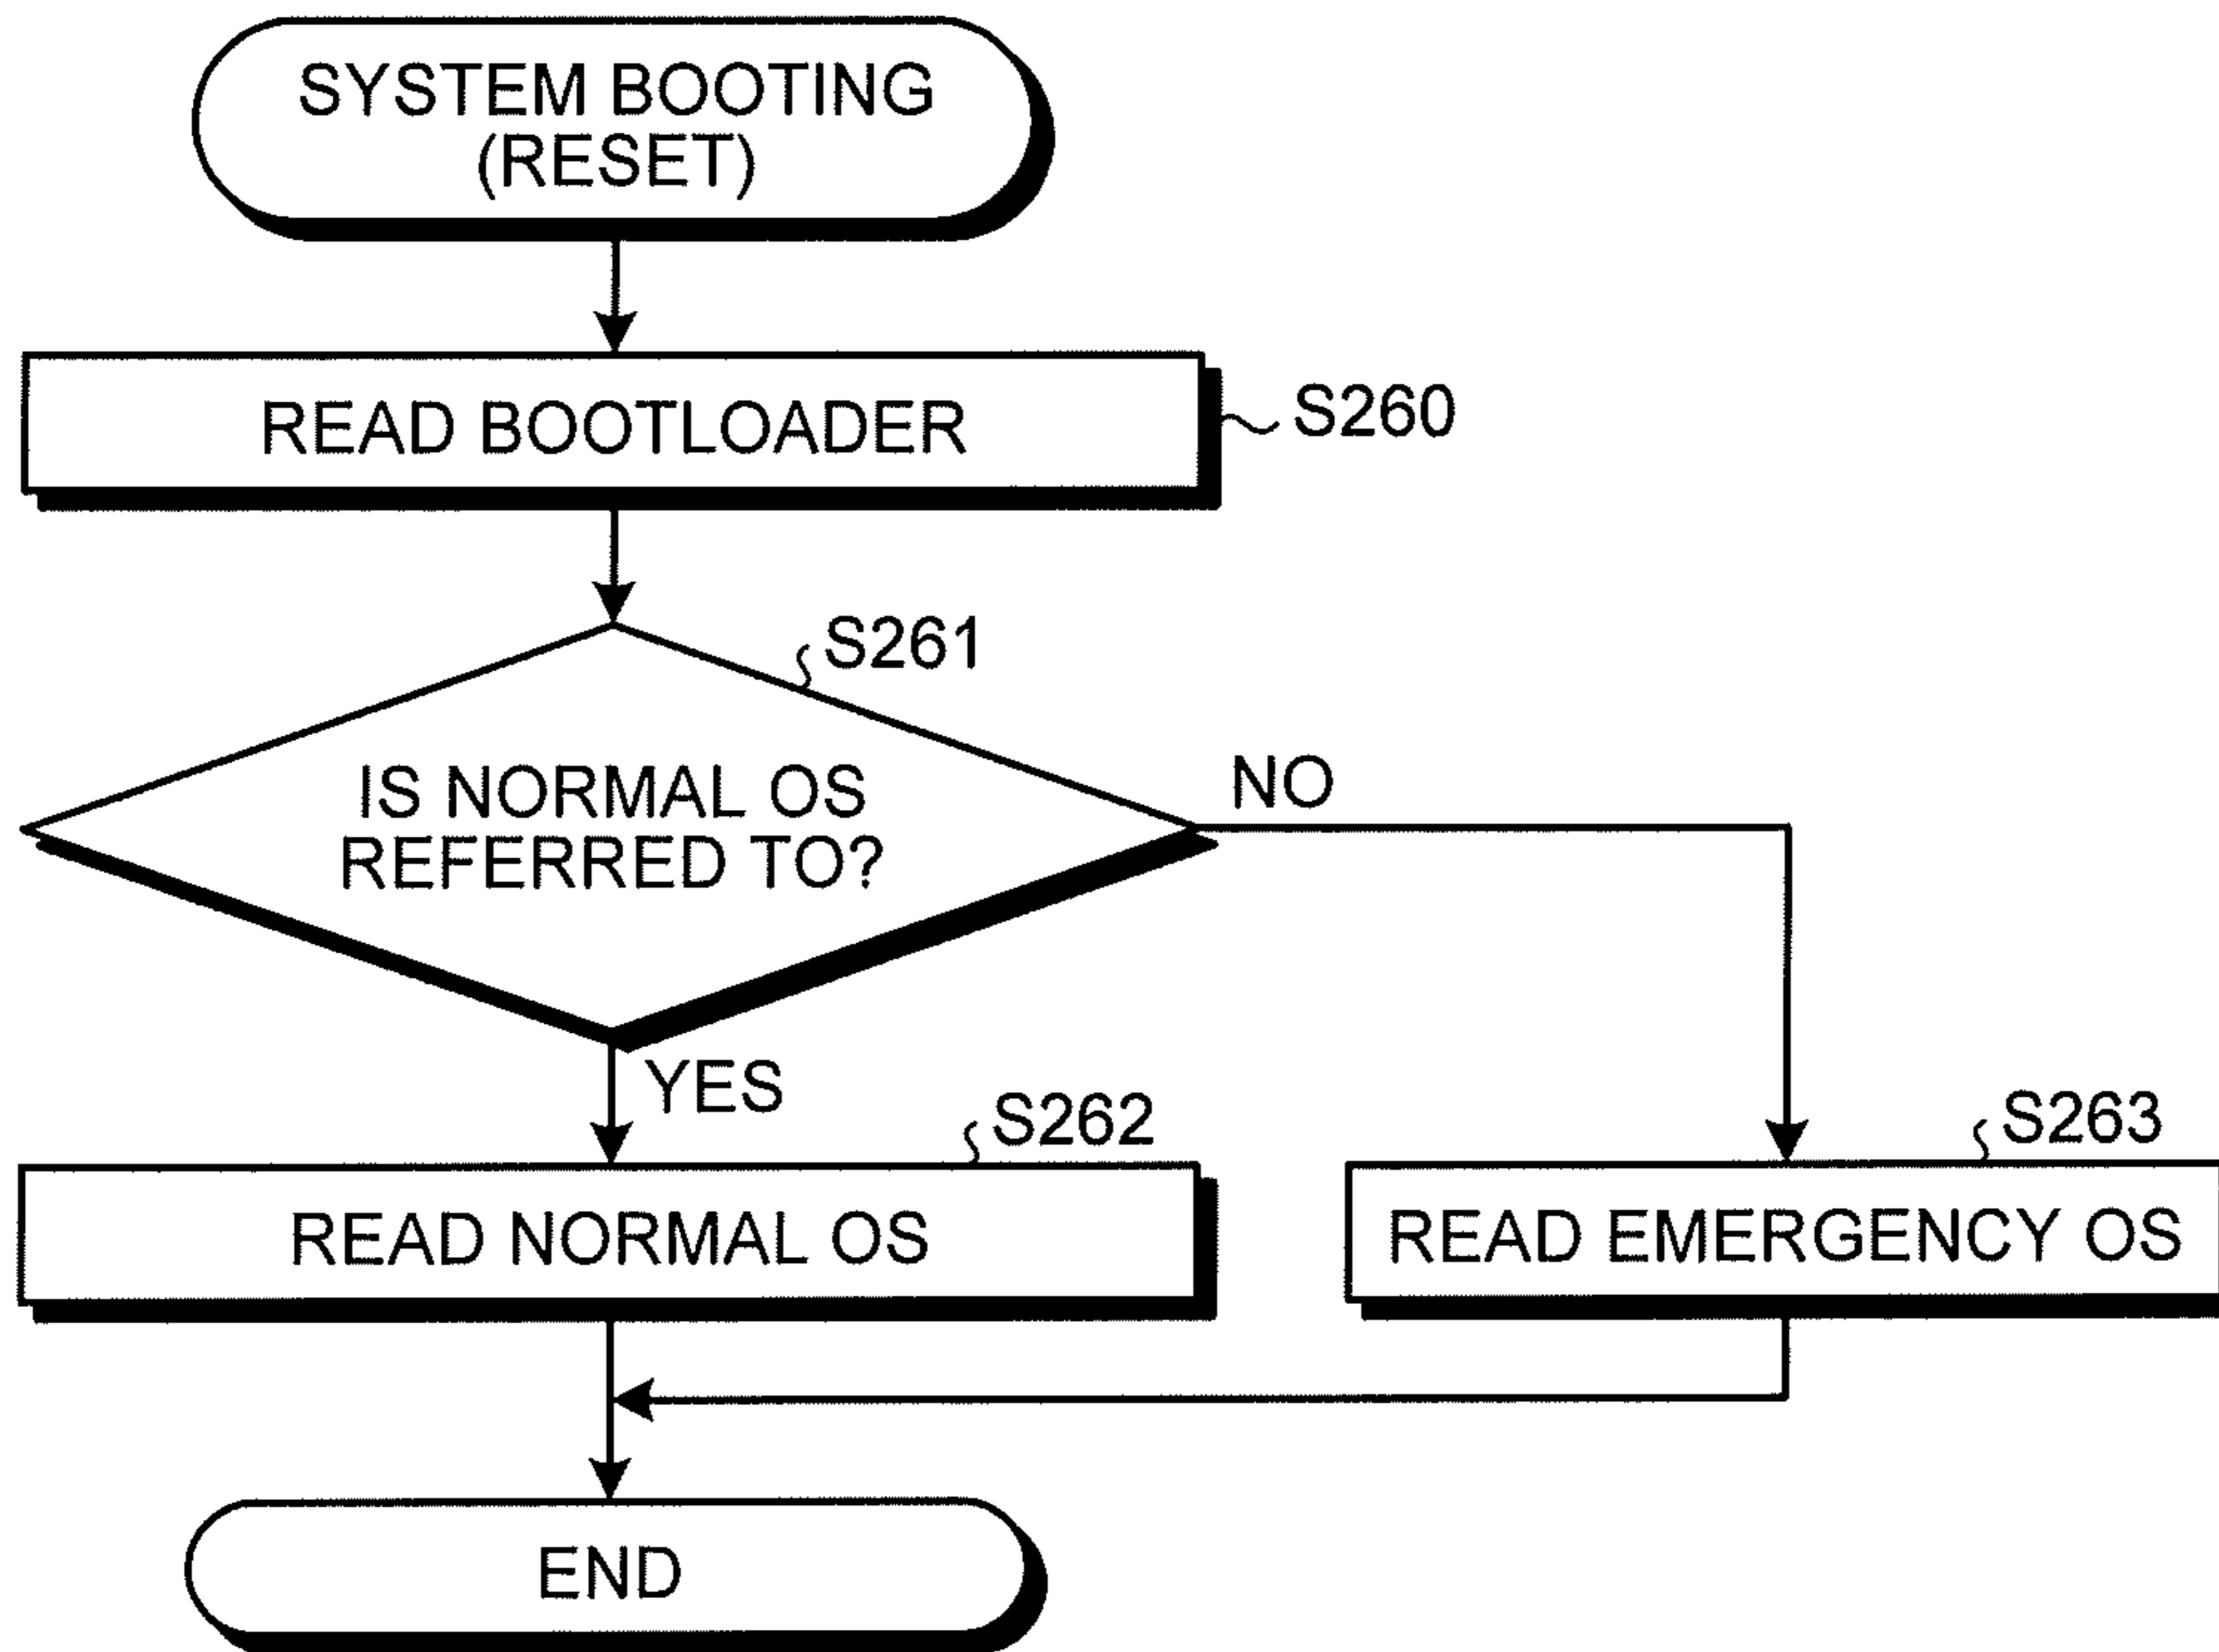 SYSTEM BOOTING
(RESET)
READ BOOTLOADER
S260
S261
IS NORMAL OS
REFERRED TO?
NO
YES
S262
READ NORMAL OS
S263
READ EMERGENCY OS
END